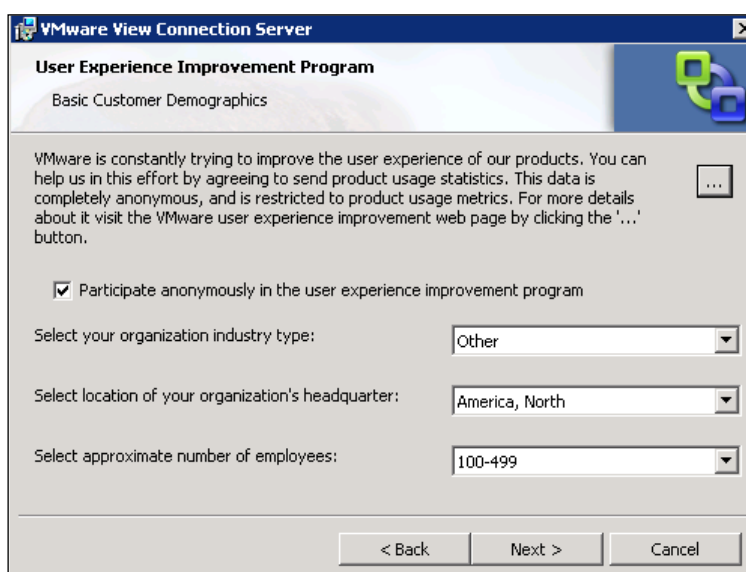 VMware View Connection Server
User Experience Improvement Program
Basic Customer Demographics
VMware is constantly trying to improve the user experience of our products. You can
help us in this effort by agreeing to send product usage statistics. This data is
completely anonymous, and is restricted to product usage metrics. For more details
about it visit the VMware user experience improvement web page by clicking the '...'
button.
...
Participate anonymously in the user experience improvement program
Select your organization industry type:
Other
Select location of your organization's headquarter:
America, North
Select approximate number of employees:
100-499
< Back
Next >
Cancel